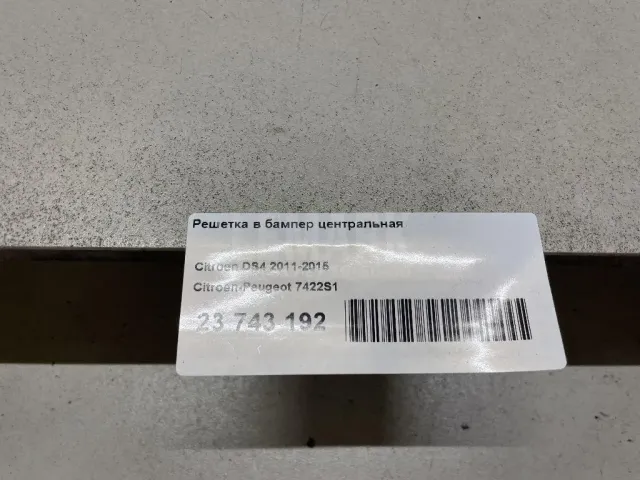 Решетка в бампер центральная
Citroen DS4 2011-2015
Citroen-Peugeot 7422S1
23 743 192